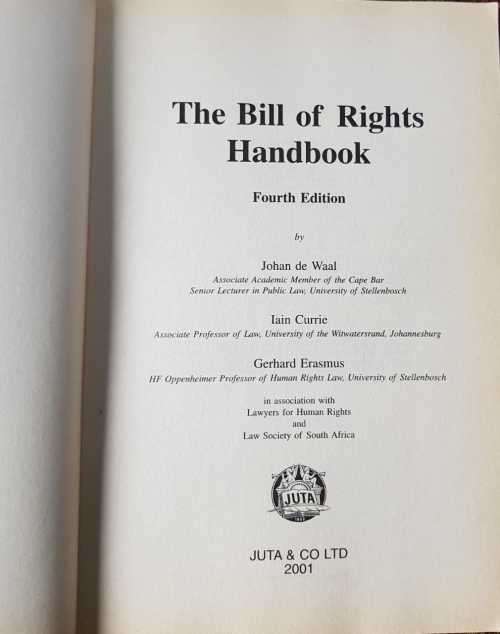 The Bill of Rights
Handbook
Fourth Edition
by
Johan de Waal
Associate Academic Member of the Cape Bar
Senior Lecturer in Public Law, University of Stellenbosch
Iain Currie
Associate Professor of Law, University of the Witwatersrand, Johannesburg
Gerhard Erasmus
HF Oppenheimer Professor of Human Rights Law, University of Stellenbosch
in association with
Lawyers for Human Rights
and
Law Society of South Africa
JUTA
JUTA & CO LTD
2001